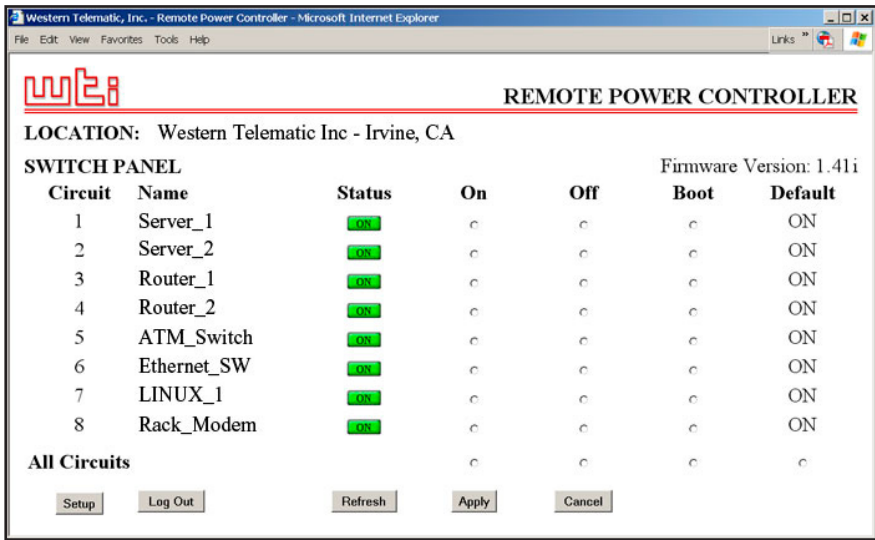 Western Telematic, Inc. - Remote Power Controller - Microsoft Internet Explorer
File Edit View Favorites Tools Help Links »
wti
REMOTE POWER CONTROLLER
LOCATION: Western Telematic Inc - Irvine, CA
SWITCH PANEL Firmware Version: 1.41i
Circuit Name Status On Off Boot Default
1 Server_1 ON ON
2 Server_2 ON ON
3 Router_1 ON ON
4 Router_2 ON ON
5 ATM_Switch ON ON
6 Ethernet_SW ON ON
7 LINUX_1 ON ON
8 Rack_Modem ON ON
All Circuits
Setup Log Out Refresh Apply Cancel